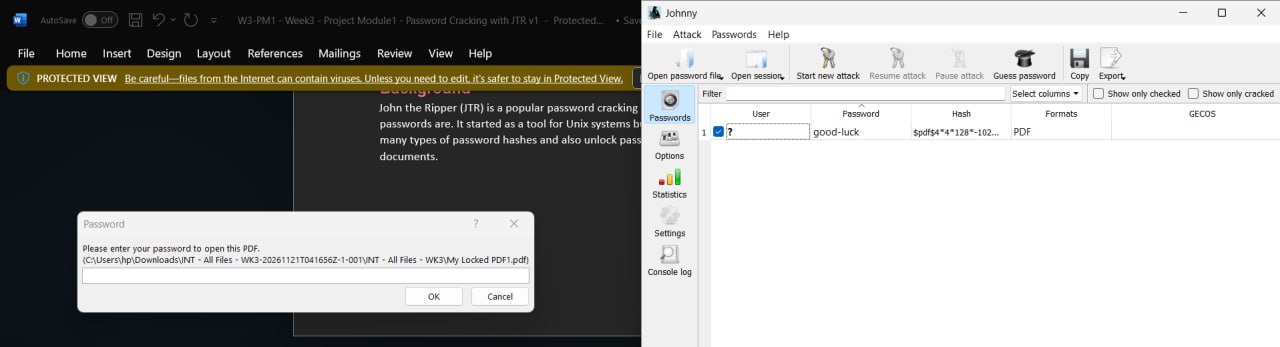 AutoSave Off W3-PM1 - Week3 - Project Module1 - Password Cracking with JTR v1 - Protected... • Save
File Home Insert Design Layout References Mailings Review View Help
PROTECTED VIEW Be careful—files from the Internet can contain viruses. Unless you need to edit, it's safer to stay in Protected View.
Background
John the Ripper (JTR) is a popular password cracking
passwords are. It started as a tool for Unix systems bu
many types of password hashes and also unlock pass
documents.
Password ?
Please enter your password to open this PDF.
(C:\Users\hp\Downloads\INT - All Files - WK3-20261121T041656Z-1-001\INT - All Files - WK3\My Locked PDF1.pdf)
OK Cancel
Johnny
File Attack Passwords Help
Open password file Open session Start new attack Resume attack Pause attack Guess password Copy Export
Filter Select columns Show only checked Show only cracked
User Password Hash Formats GECOS
1 ? good-luck $pdf$4*4*128*-102... PDF
Passwords
Options
Statistics
Settings
Console log